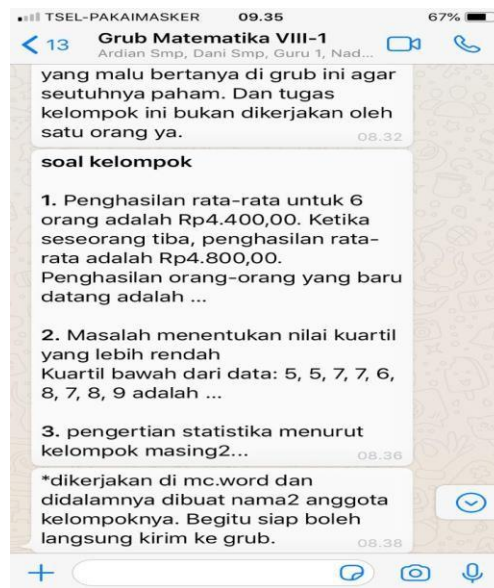 TSEL-PAKAIMASKER 09.35 67%
13 Grub Matematika VIII-1
Ardian Smp, Dani Smp, Guru 1, Nad...
yang malu bertanya di grub ini agar
seutuhnya paham. Dan tugas
kelompok ini bukan dikerjakan oleh
satu orang ya.
08.32
soal kelompok
1. Penghasilan rata-rata untuk 6
orang adalah Rp4.400,00. Ketika
seseorang tiba, penghasilan rata-
rata adalah Rp4.800,00.
Penghasilan orang-orang yang baru
datang adalah ...
2. Masalah menentukan nilai kuartil
yang lebih rendah
Kuartil bawah dari data: 5, 5, 7, 7, 6,
8, 7, 8, 9 adalah ...
3. pengertian statistika menurut
kelompok masing2...
08.36
*dikerjakan di mc.word dan
didalamnya dibuat nama2 anggota
kelompoknya. Begitu siap boleh
langsung kirim ke grub.
08.38